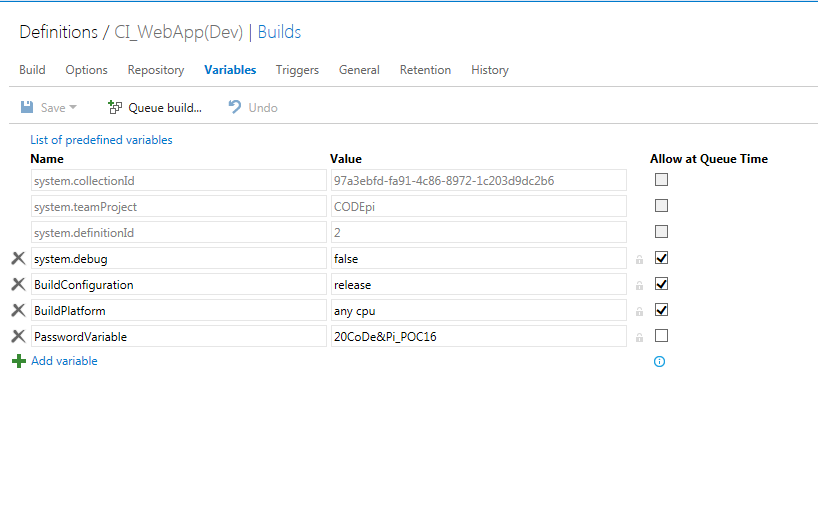 Definitions / CI_WebApp(Dev) | Builds
Build Options Repository Variables Triggers General Retention History
Save Queue build... Undo
List of predefined variables
Name Value Allow at Queue Time
system.collectionId 97a3ebfd-fa91-4c86-8972-1c203d9dc2b6
system.teamProject CODEpi
system.definitionId 2
system.debug false
BuildConfiguration release
BuildPlatform any cpu
PasswordVariable 20CoDe&Pi_POC16
Add variable